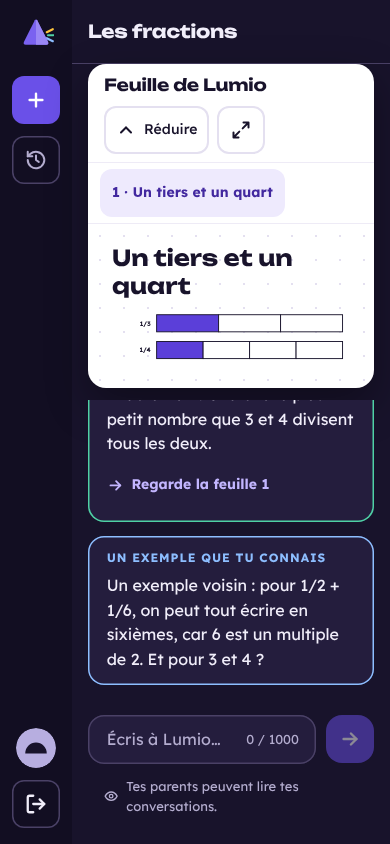 Les fractions
Feuille de Lumio
Réduire
1 · Un tiers et un quart
Un tiers et un
quart
1/3
1/4
petit nombre que 3 et 4 divisent
tous les deux.
→ Regarde la feuille 1
UN EXEMPLE QUE TU CONNAIS
Un exemple voisin : pour 1/2 +
1/6, on peut tout écrire en
sixièmes, car 6 est un multiple
de 2. Et pour 3 et 4 ?
Écris à Lumio... 0 / 1000
Tes parents peuvent lire tes
conversations.